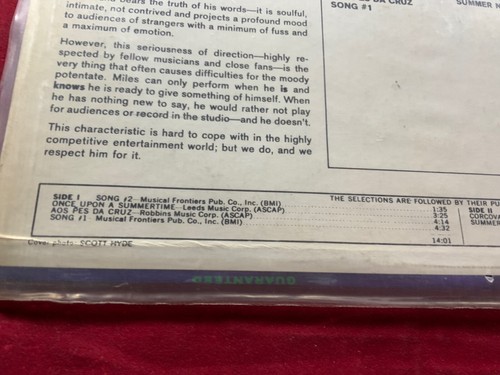 bears the truth of his words—it is soulful,
intimate, not contrived and projects a profound mood
to audiences of strangers with a minimum of fuss and
a maximum of emotion.
However, this seriousness of direction—highly re-
spected by fellow musicians and close fans—is the
very thing that often causes difficulties for the moody
potentate. Miles can only perform when he is and
knows he is ready to give something of himself. When
he has nothing new to say, he would rather not play
for audiences or record in the studio—and he doesn't.
This characteristic is hard to cope with in the highly
competitive entertainment world; but we do, and we
respect him for it.
DA CRUZ
SONG #1
SUMMER N
THE SELECTIONS ARE FOLLOWED BY THEIR PU
SIDE I SONG #2—Musical Frontiers Pub. Co., Inc. (BMI) 1:35
ONCE UPON A SUMMERTIME—Leeds Music Corp. (ASCAP) 3:25
AOS PES DA CRUZ—Robbins Music Corp. (ASCAP) 4:14
SONG #1—Musical Frontiers Pub. Co., Inc. (BMI) 4:32
14:01
SIDE II
CORCOVA
SUMMER
Cover photo: SCOTT HYDE
GUARANTEED